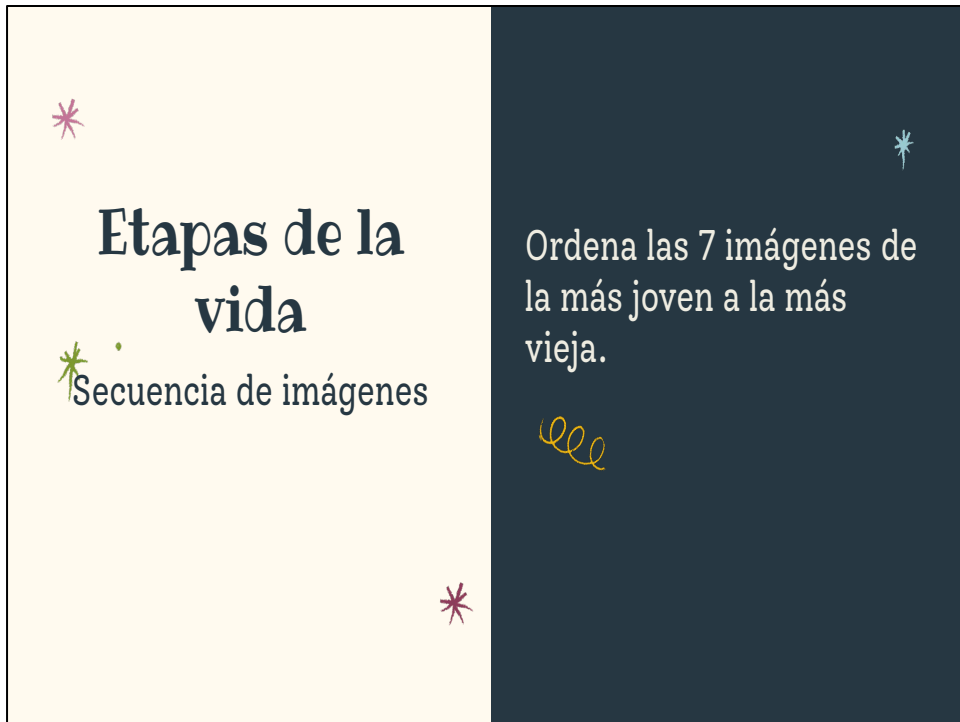 Etapas de la
vida
Secuencia de imágenes
Ordena las 7 imágenes de
la más joven a la más
vieja.